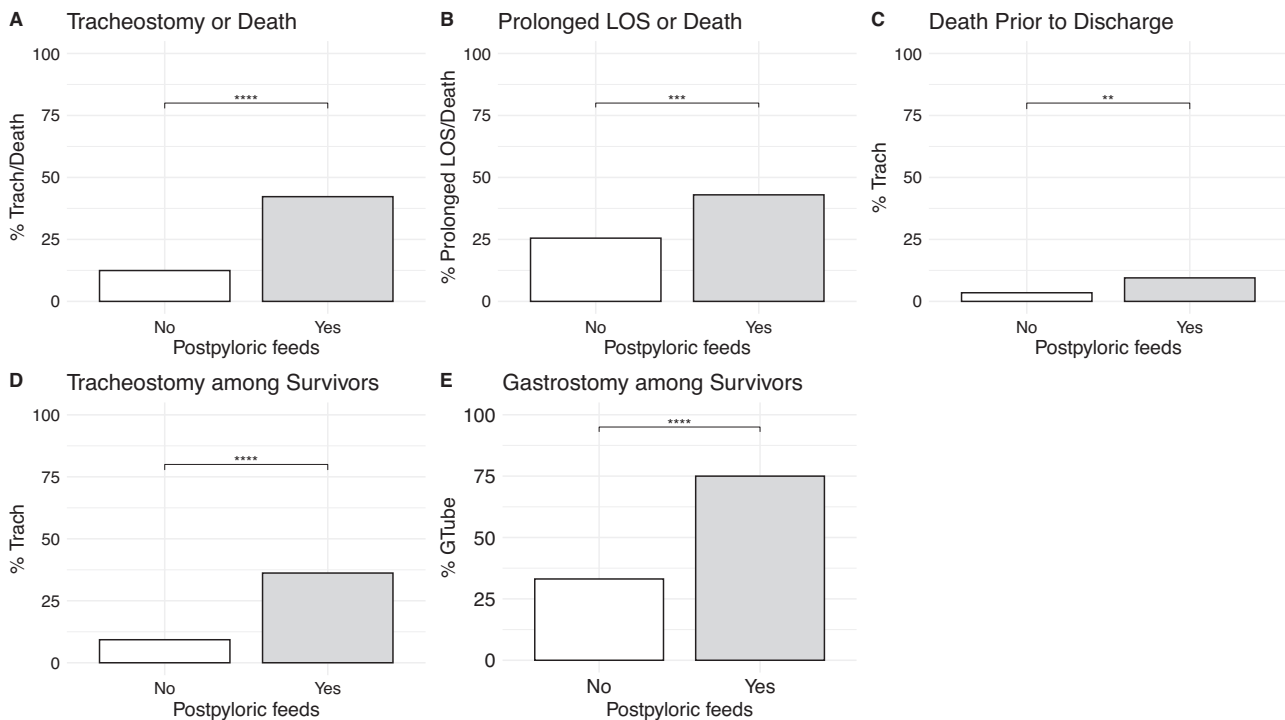 A Tracheostomy or Death
100
75
50
25
0
% Trach/Death
****
No Yes
Postpyloric feeds
B Prolonged LOS or Death
100
75
50
25
0
% Prolonged LOS/Death
***
No Yes
Postpyloric feeds
C Death Prior to Discharge
100
75
50
25
0
% Trach
**
No Yes
Postpyloric feeds
D Tracheostomy among Survivors
100
75
50
25
0
% Trach
****
No Yes
Postpyloric feeds
E Gastrostomy among Survivors
100
75
50
25
0
% GTube
****
No Yes
Postpyloric feeds